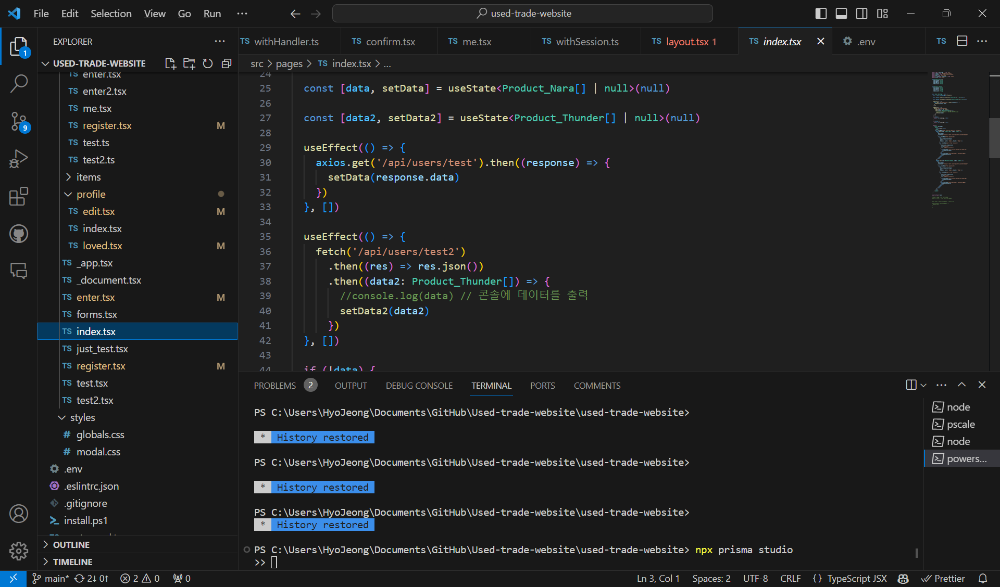 File Edit Selection View Go Run ···
used-trade-website
EXPLORER ···
USED-TRADE-WEBSITE
TS enter.tsx
TS enter2.tsx
TS me.tsx
TS register.tsx M
TS test.ts
TS test2.ts
items
profile
TS edit.tsx M
TS index.tsx
TS loved.tsx M
TS _app.tsx
TS _document.tsx
TS enter.tsx M
TS forms.tsx
TS index.tsx
TS just_test.tsx
TS register.tsx M
TS test.tsx
TS test2.tsx
styles
# globals.css
# modal.css
.env
.eslintrc.json
.gitignore
install.ps1
OUTLINE
TIMELINE
1
9
TS withHandler.ts TS confirm.tsx TS me.tsx TS withSession.ts TS layout.tsx 1 TS index.tsx .env TS ···
src > pages > TS index.tsx > ...
24
25 const [data, setData] = useState<Product_Nara[] | null>(null)
26
27 const [data2, setData2] = useState<Product_Thunder[] | null>(null)
28
29 useEffect(() => {
30 axios.get('/api/users/test').then((response) => {
31 setData(response.data)
32 })
33 }, [])
34
35 useEffect(() => {
36 fetch('/api/users/test2')
37 .then((res) => res.json())
38 .then((data2: Product_Thunder[]) => {
39 //console.log(data) // 콘솔에 데이터를 출력
40 setData2(data2)
41 })
42 }, [])
43
44 if (!data) {
PROBLEMS 2 OUTPUT DEBUG CONSOLE TERMINAL PORTS COMMENTS ···
PS C:\Users\HyoJeong\Documents\GitHub\Used-trade-website\used-trade-website>
* History restored
PS C:\Users\HyoJeong\Documents\GitHub\Used-trade-website\used-trade-website>
* History restored
PS C:\Users\HyoJeong\Documents\GitHub\Used-trade-website\used-trade-website>
* History restored
PS C:\Users\HyoJeong\Documents\GitHub\Used-trade-website\used-trade-website> npx prisma studio
>>
node
pscale
node
powers...
main* 2↓ 0↑ 2 0 0 Ln 3, Col 1 Spaces: 2 UTF-8 CRLF {} TypeScript JSX Prettier